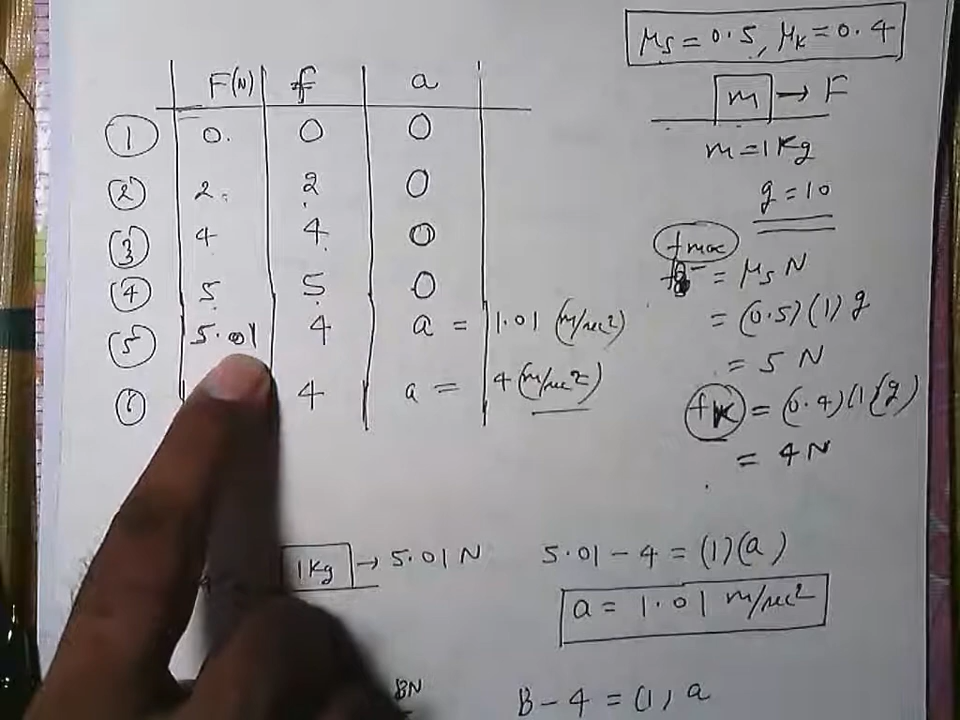 μs = 0.5, μk = 0.4
F(N) f a
1 0. 0 0
2 2. 2 0
3 4 4 0
4 5 5 0
5 5.01 4 a = 1.01 (m/sec²)
6 4 a = 4 (m/sec²)
m → F
m = 1 Kg
g = 10
fmax
= μs N
= (0.5)(1) g
= 5 N
fk = (0.4)(1)(g)
= 4 N
1Kg → 5.01 N
5.01 - 4 = (1)(a)
a = 1.01 m/sec²
8N
8 - 4 = (1) a